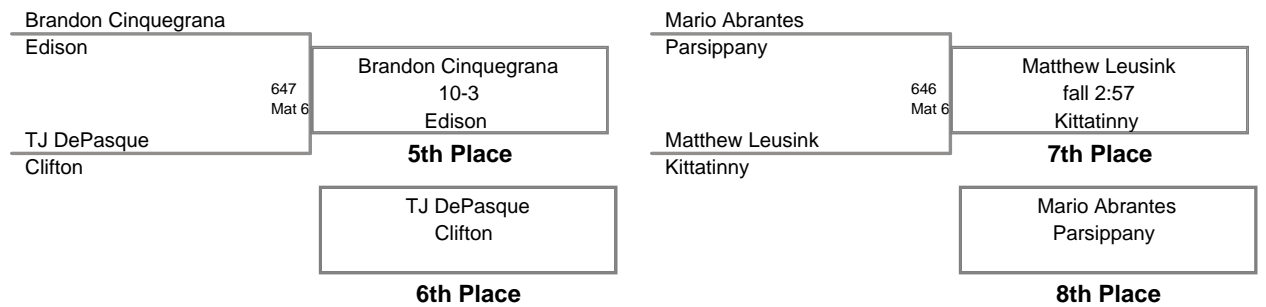 Brandon Cinquegrana
Edison
647
Mat 6
TJ DePasque
Clifton
Brandon Cinquegrana
10-3
Edison
5th Place
TJ DePasque
Clifton
6th Place
Mario Abrantes
Parsippany
646
Mat 6
Matthew Leusink
Kittatinny
Matthew Leusink
fall 2:57
Kittatinny
7th Place
Mario Abrantes
Parsippany
8th Place